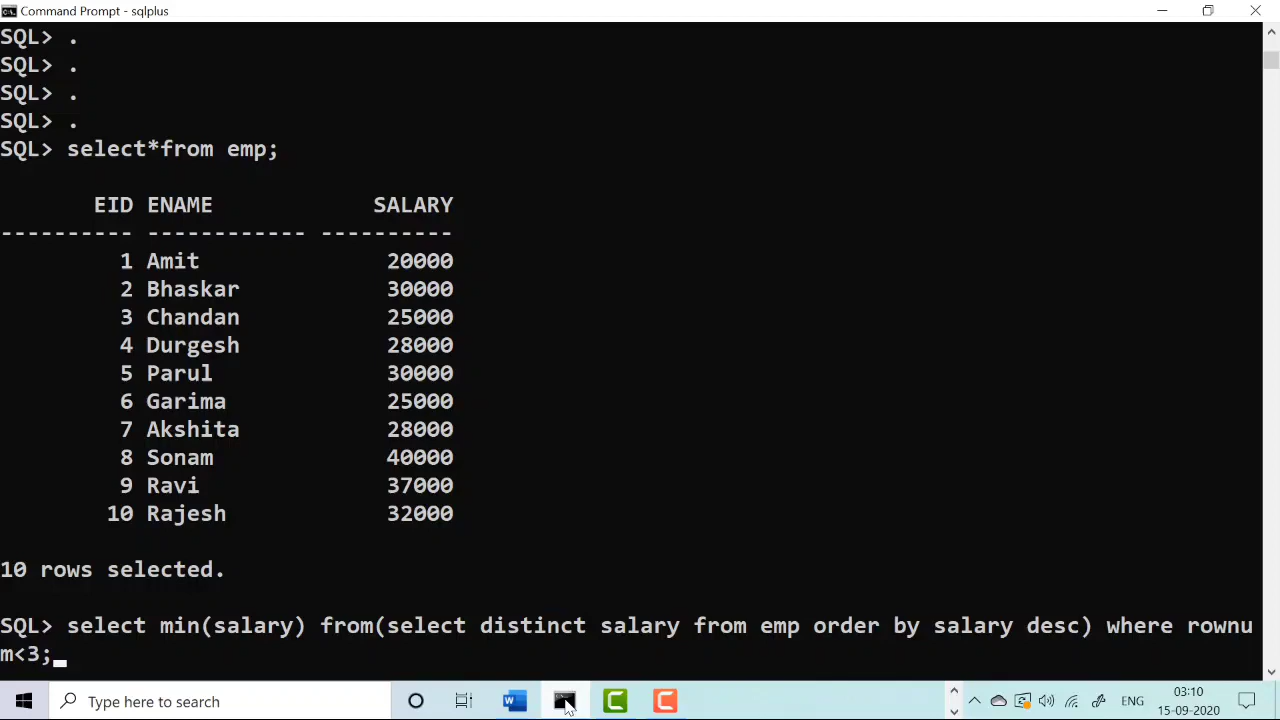 Command Prompt - sqlplus
SQL> .
SQL> .
SQL> .
SQL> .
SQL> select*from emp;
EID ENAME SALARY
---------- ------------ ----------
1 Amit 20000
2 Bhaskar 30000
3 Chandan 25000
4 Durgesh 28000
5 Parul 30000
6 Garima 25000
7 Akshita 28000
8 Sonam 40000
9 Ravi 37000
10 Rajesh 32000
10 rows selected.
SQL> select min(salary) from(select distinct salary from emp order by salary desc) where rownu
m<3;
Type here to search
ENG
03:10
15-09-2020